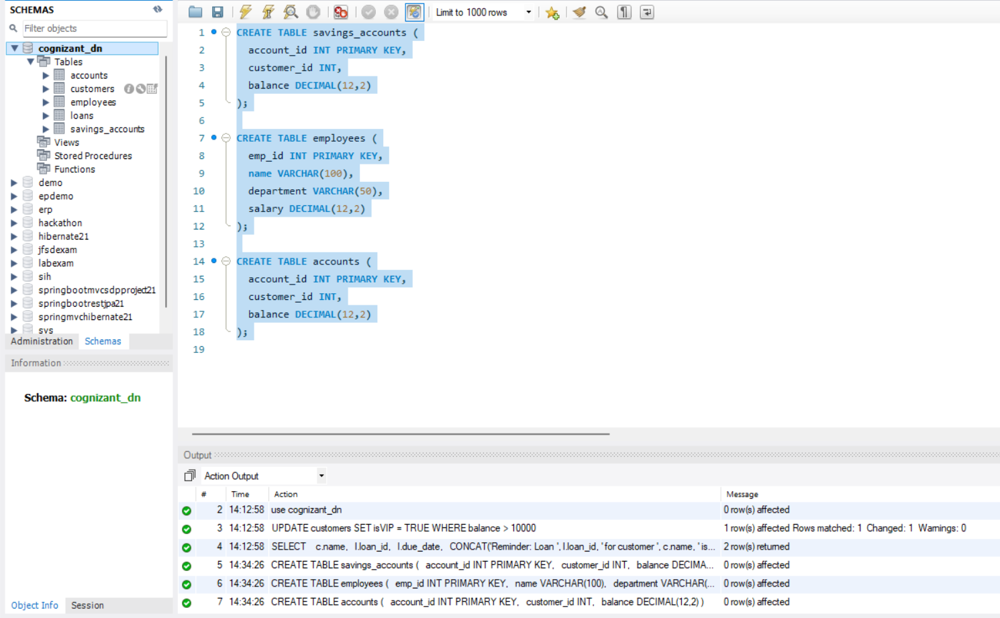 SCHEMAS
Filter objects
cognizant_dn
Tables
accounts
customers
employees
loans
savings_accounts
Views
Stored Procedures
Functions
demo
epdemo
erp
hackathon
hibernate21
jfsdexam
labexam
sih
springbootmvcsdpproject21
springbootrestjpa21
springmvchibernate21
sys
Administration Schemas
Information
Schema: cognizant_dn
Object Info Session
Limit to 1000 rows
1 CREATE TABLE savings_accounts (
2 account_id INT PRIMARY KEY,
3 customer_id INT,
4 balance DECIMAL(12,2)
5 );
6
7 CREATE TABLE employees (
8 emp_id INT PRIMARY KEY,
9 name VARCHAR(100),
10 department VARCHAR(50),
11 salary DECIMAL(12,2)
12 );
13
14 CREATE TABLE accounts (
15 account_id INT PRIMARY KEY,
16 customer_id INT,
17 balance DECIMAL(12,2)
18 );
19
Output
Action Output
# Time Action Message
2 14:12:58 use cognizant_dn 0 row(s) affected
3 14:12:58 UPDATE customers SET isVIP = TRUE WHERE balance > 10000 1 row(s) affected Rows matched: 1 Changed: 1 Warnings: 0
4 14:12:58 SELECT c.name, l.loan_id, l.due_date, CONCAT('Reminder: Loan ', l.loan_id, ' for customer ', c.name, ' is... 2 row(s) returned
5 14:34:26 CREATE TABLE savings_accounts ( account_id INT PRIMARY KEY, customer_id INT, balance DECIMA... 0 row(s) affected
6 14:34:26 CREATE TABLE employees ( emp_id INT PRIMARY KEY, name VARCHAR(100), department VARCHAR(... 0 row(s) affected
7 14:34:26 CREATE TABLE accounts ( account_id INT PRIMARY KEY, customer_id INT, balance DECIMAL(12,2) ) 0 row(s) affected